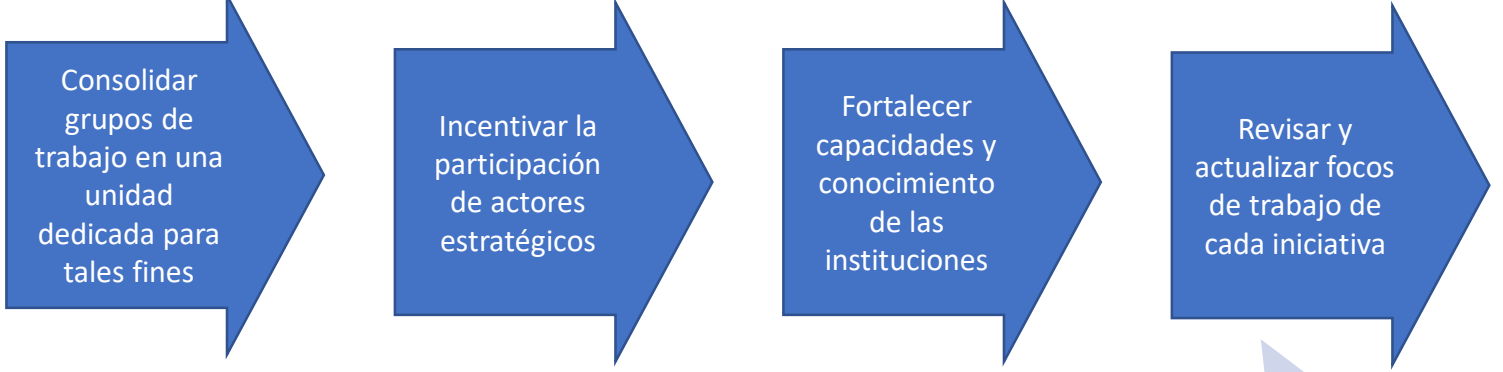 Consolidar
grupos de
trabajo en una
unidad
dedicada para
tales fines
Incentivar la
participación
de actores
estratégicos
Fortalecer
capacidades y
conocimiento
de las
instituciones
Revisar y
actualizar focos
de trabajo de
cada iniciativa